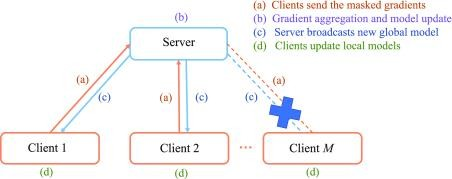 (a) Clients send the masked gradients
(b) Gradient aggregation and model update
(c) Server broadcasts new global model
(d) Clients update local models
(b)
Server
(a)
(c)
(a)
(c)
(a)
(c)
Client 1
Client 2
...
Client M
(d)
(d)
(d)